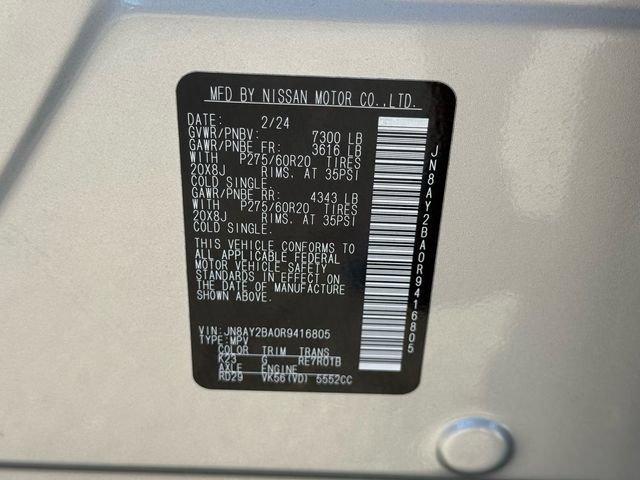 MFD BY NISSAN MOTOR CO.,LTD.
DATE: 2/24
GVWR/PNBV: 7300 LB
GAWR/PNBE FR: 3616 LB
WITH P275/60R20 TIRES
20X8J RIMS. AT 35PSI
COLD SINGLE.
GAWR/PNBE RR: 4343 LB
WITH P275/60R20 TIRES
20X8J RIMS. AT 35PSI
COLD SINGLE.
THIS VEHICLE CONFORMS TO
ALL APPLICABLE FEDERAL
MOTOR VEHICLE SAFETY
STANDARDS IN EFFECT ON
THE DATE OF MANUFACTURE
SHOWN ABOVE.
VIN: JN8AY2BA0R9416805
TYPE: MPV
COLOR TRIM TRANS
K23 G RE7R01B
AXLE ENGINE
RD29 VK56(VD) 5552CC
JN8AY2BA0R9416805